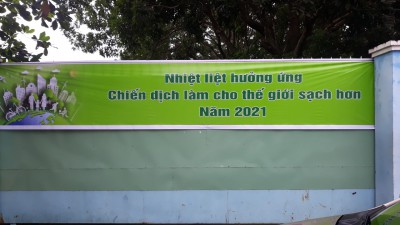 Nhiệt liệt hưởng ứng
Chiến dịch làm cho thế giới sạch hơn
Năm 2021